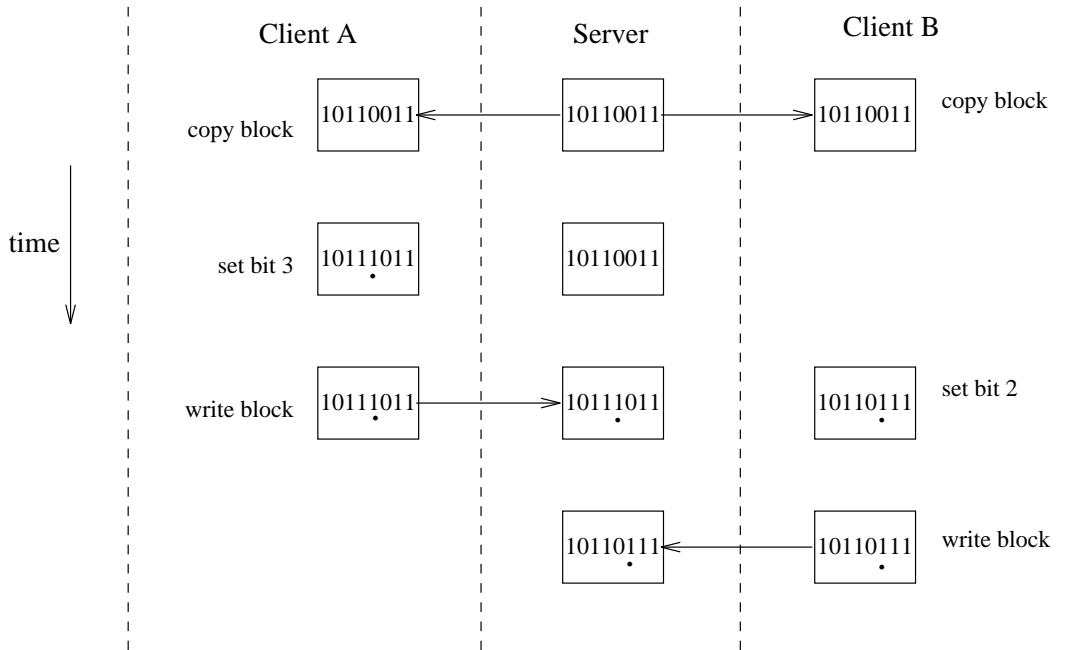 Client A
Server
Client B
10110011
10110011
10110011
copy block
copy block
time
set bit 3
10111011
10110011
write block
10111011
10111011
10110111
set bit 2
10110111
10110111
write block